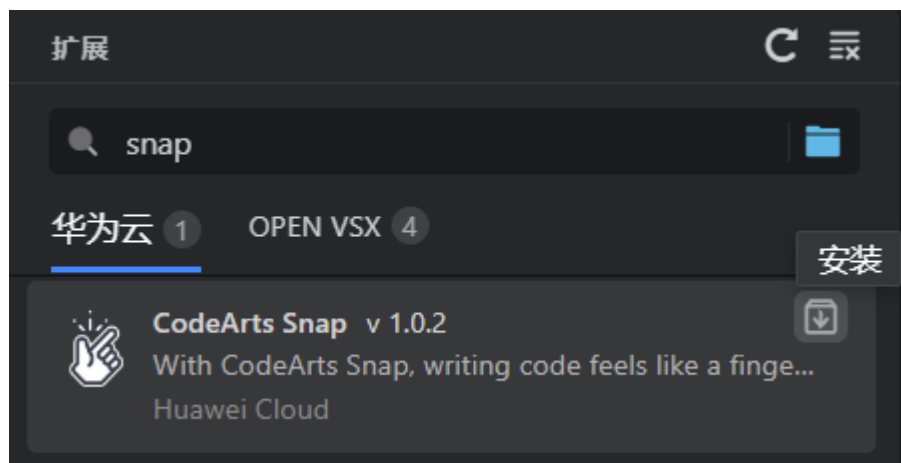 扩展
snap
华为云 1 OPEN VSX 4
安装
CodeArts Snap v 1.0.2
With CodeArts Snap, writing code feels like a finge...
Huawei Cloud